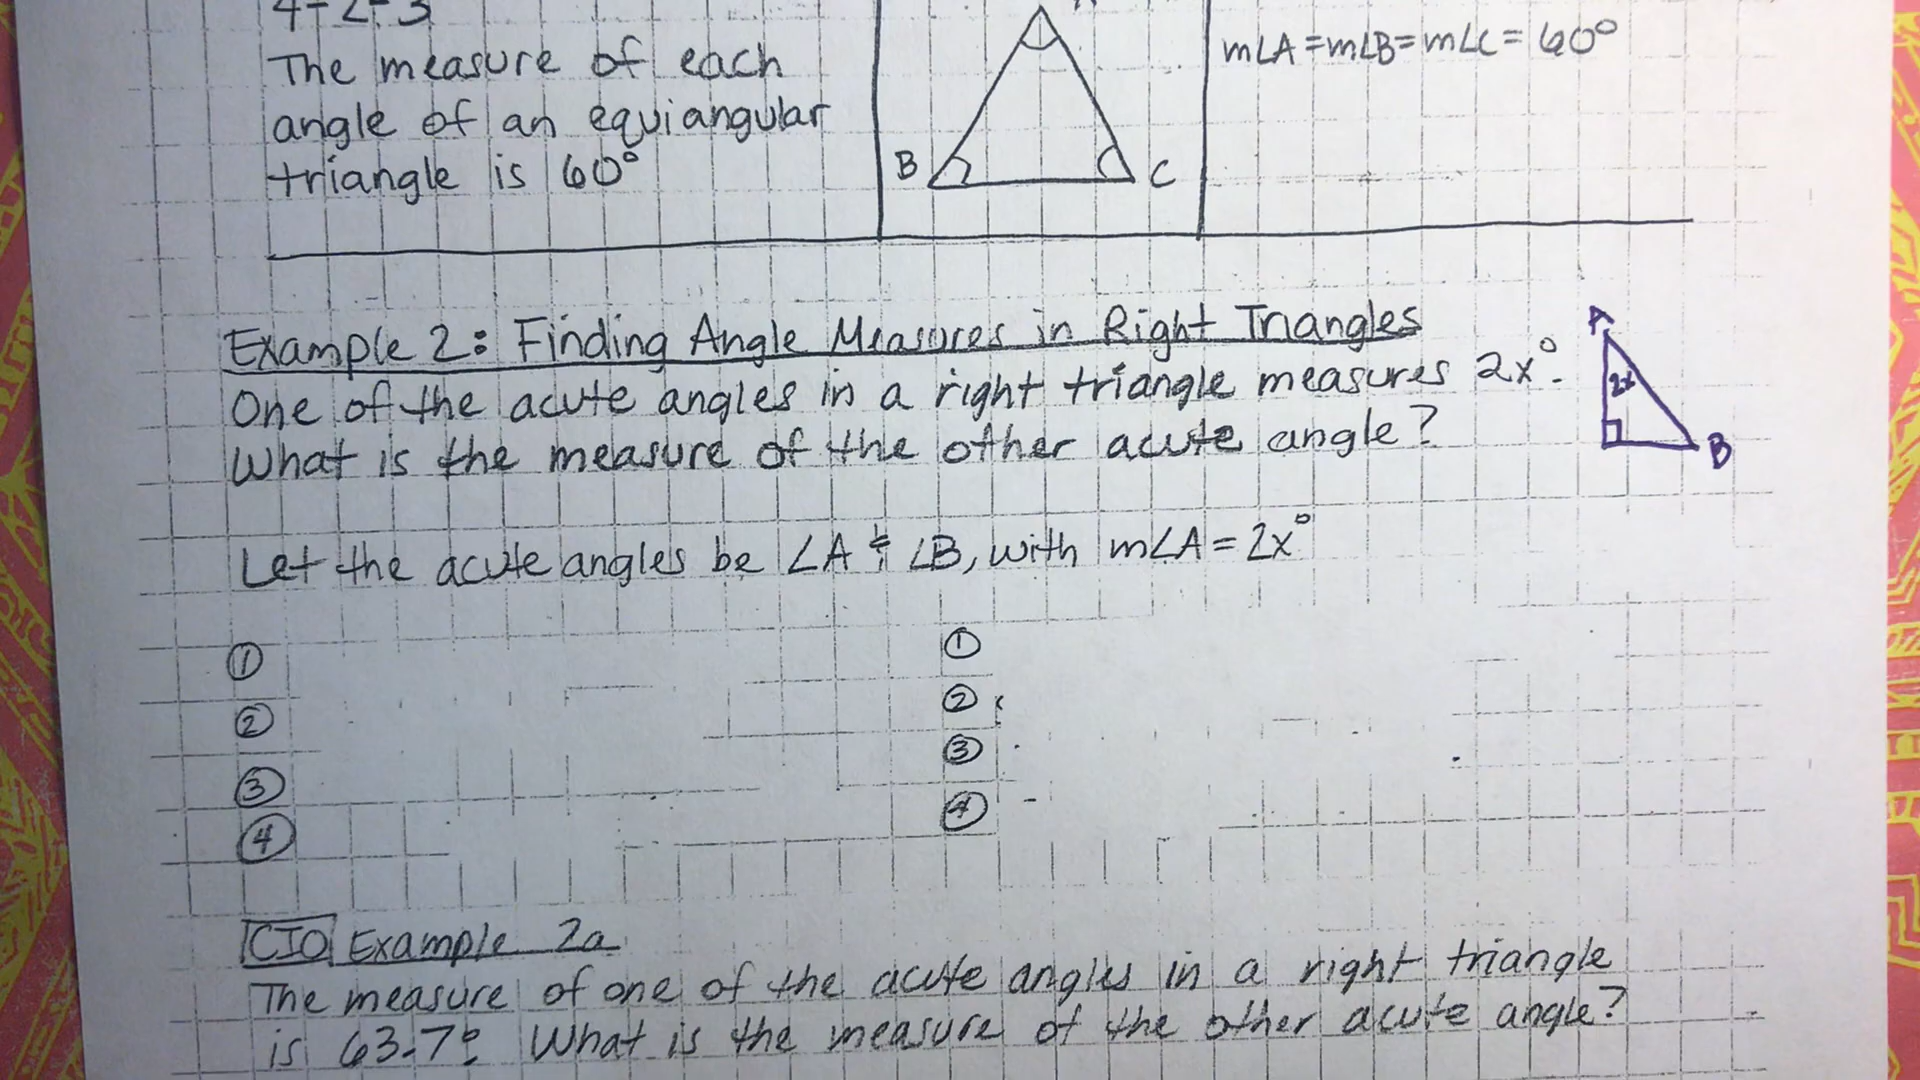 4-2-3
The measure of each
angle of an equiangular
triangle is 60°
A
B
C
m∠A = m∠B = m∠C = 60°
Example 2: Finding Angle Measures in Right Triangles
One of the acute angles in a right triangle measures 2x°.
What is the measure of the other acute angle?
A
2x
B
Let the acute angles be ∠A & ∠B, with m∠A = 2x°
①
②
③
④
①
②
③
④
CIO Example 2a
The measure of one of the acute angles in a right triangle
is 63.7°. What is the measure of the other acute angle?